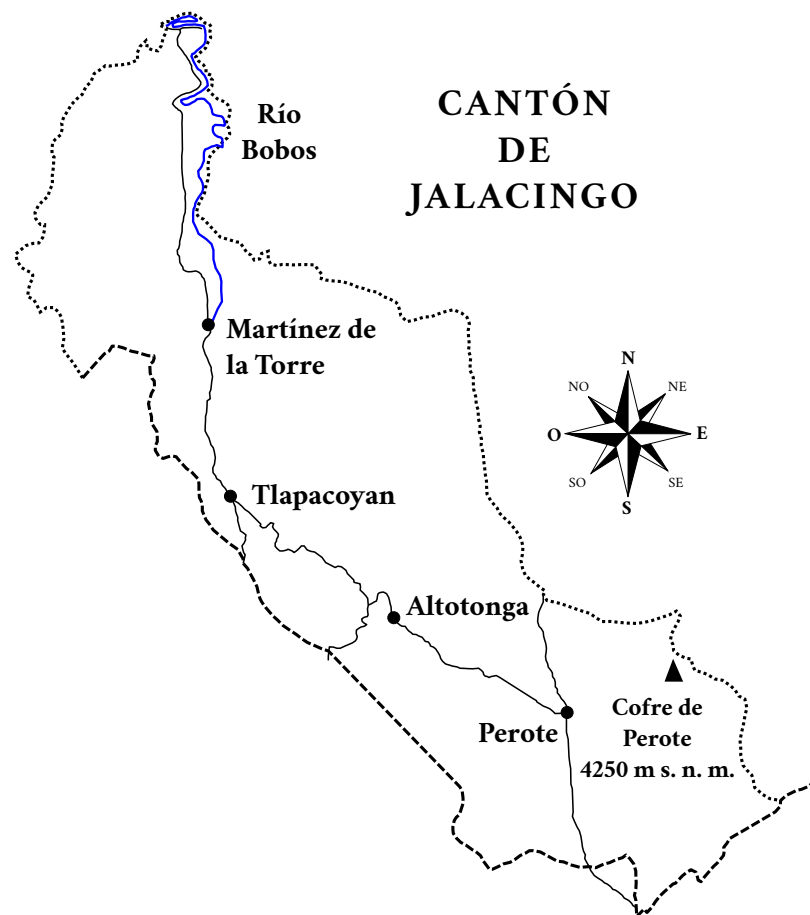 CANTÓN
DE
JALACINGO
Río
Bobos
Martínez de
la Torre
N
NO
NE
O
E
SO
SE
S
Tlapacoyan
Altotonga
Perote
Cofre de
Perote
4250 m s. n. m.